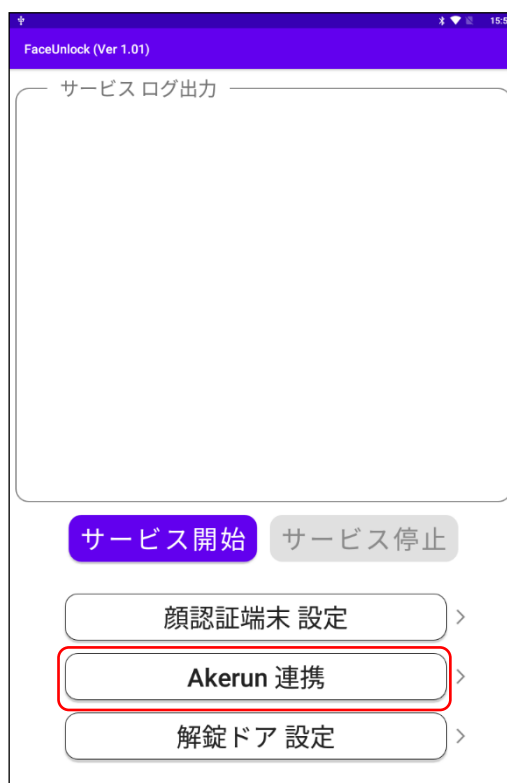 15:5
FaceUnlock (Ver 1.01)
サービス ログ出力
サービス開始 サービス停止
顔認証端末 設定
Akerun 連携
解錠ドア 設定